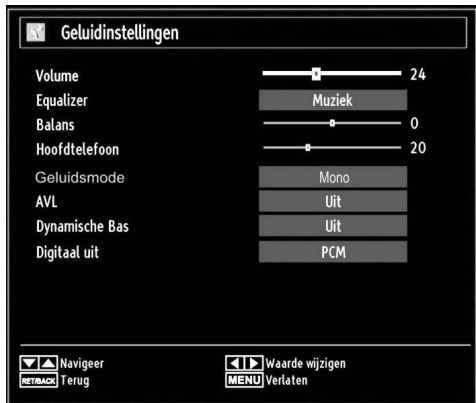 Geluidinstellingen
Volume 24
Equalizer Muziek
Balans 0
Hoofdtelefoon 20
Geluidsmode Mono
AVL Uit
Dynamische Bas Uit
Digitaal uit PCM
Navigeer Waarde wijzigen
RET/BACK Terug MENU Verlaten